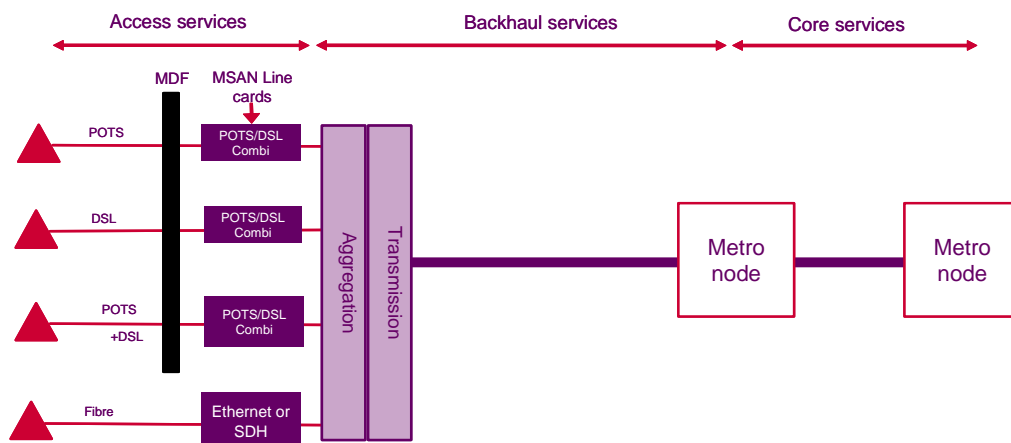 Access services
Backhaul services
Core services
MDF
MSAN Line
cards
POTS
POTS/DSL
Combi
DSL
POTS/DSL
Combi
POTS
+DSL
POTS/DSL
Combi
Fibre
Ethernet or
SDH
Aggregation
Transmission
Metro
node
Metro
node